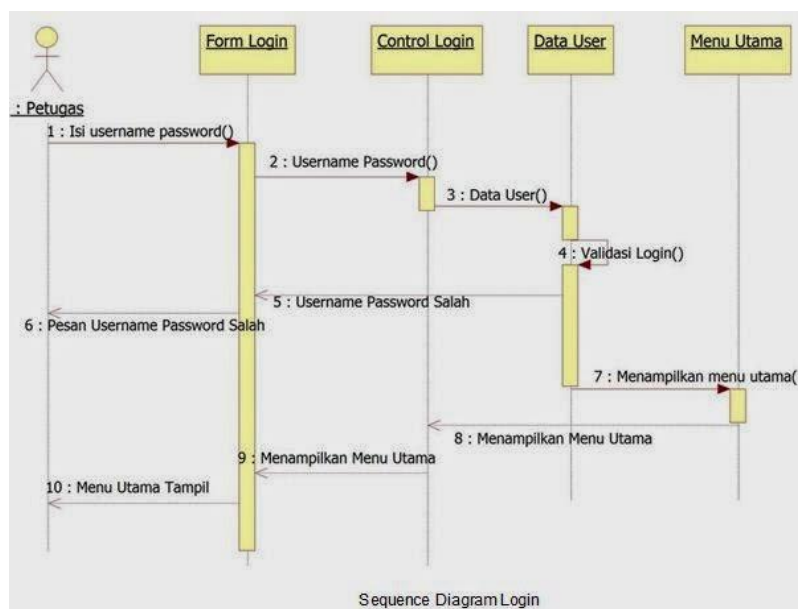 Form Login
Control Login
Data User
Menu Utama
: Petugas
1 : Isi username password()
2 : Username Password()
3 : Data User()
4 : Validasi Login()
5 : Username Password Salah
6 : Pesan Username Password Salah
7 : Menampilkan menu utama(
8 : Menampilkan Menu Utama
9 : Menampilkan Menu Utama
10 : Menu Utama Tampil
Sequence Diagram Login